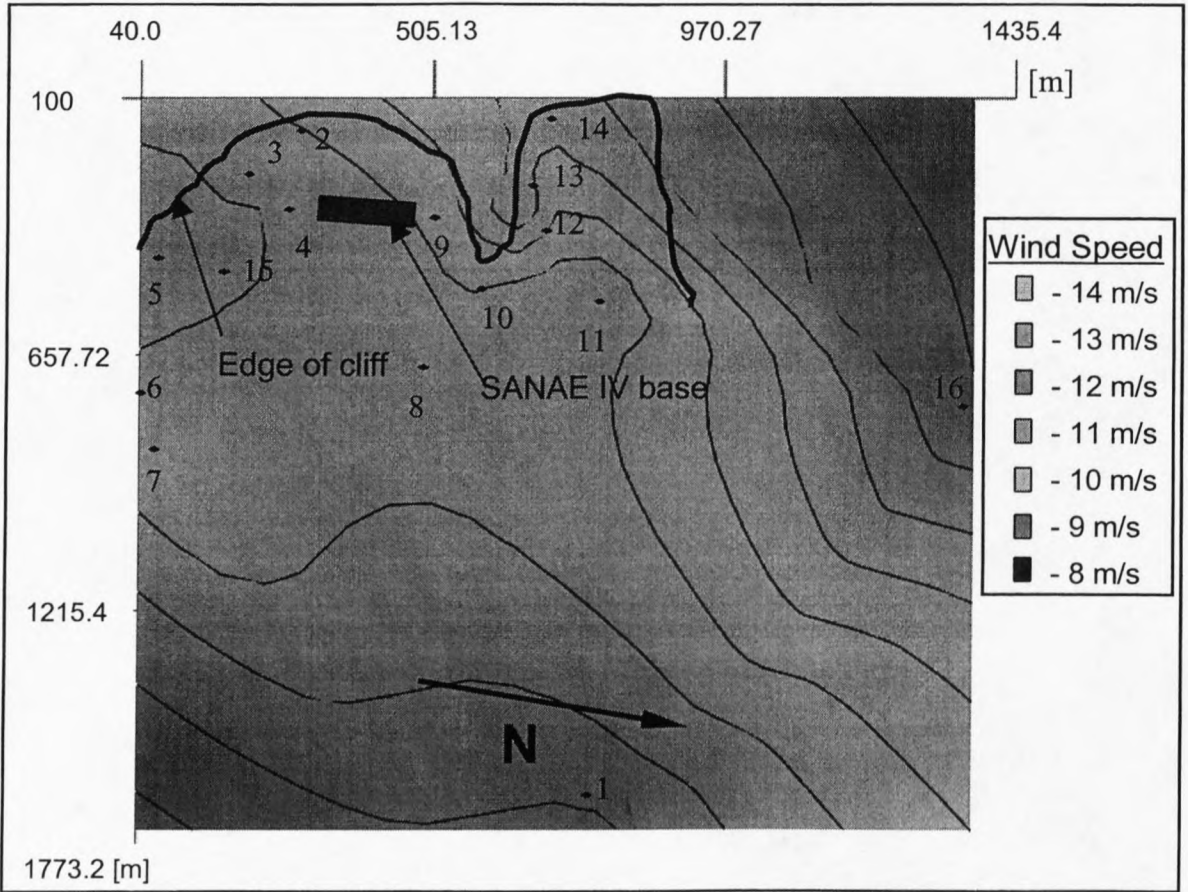 40.0 505.13 970.27 1435.4
[m]
100
2
14
3
13
4
9
12
5
15
10
11
657.72
Edge of cliff
SANAE IV base
6
8
16
7
1215.4
N
1
1773.2 [m]
Wind Speed
- 14 m/s
- 13 m/s
- 12 m/s
- 11 m/s
- 10 m/s
- 9 m/s
- 8 m/s